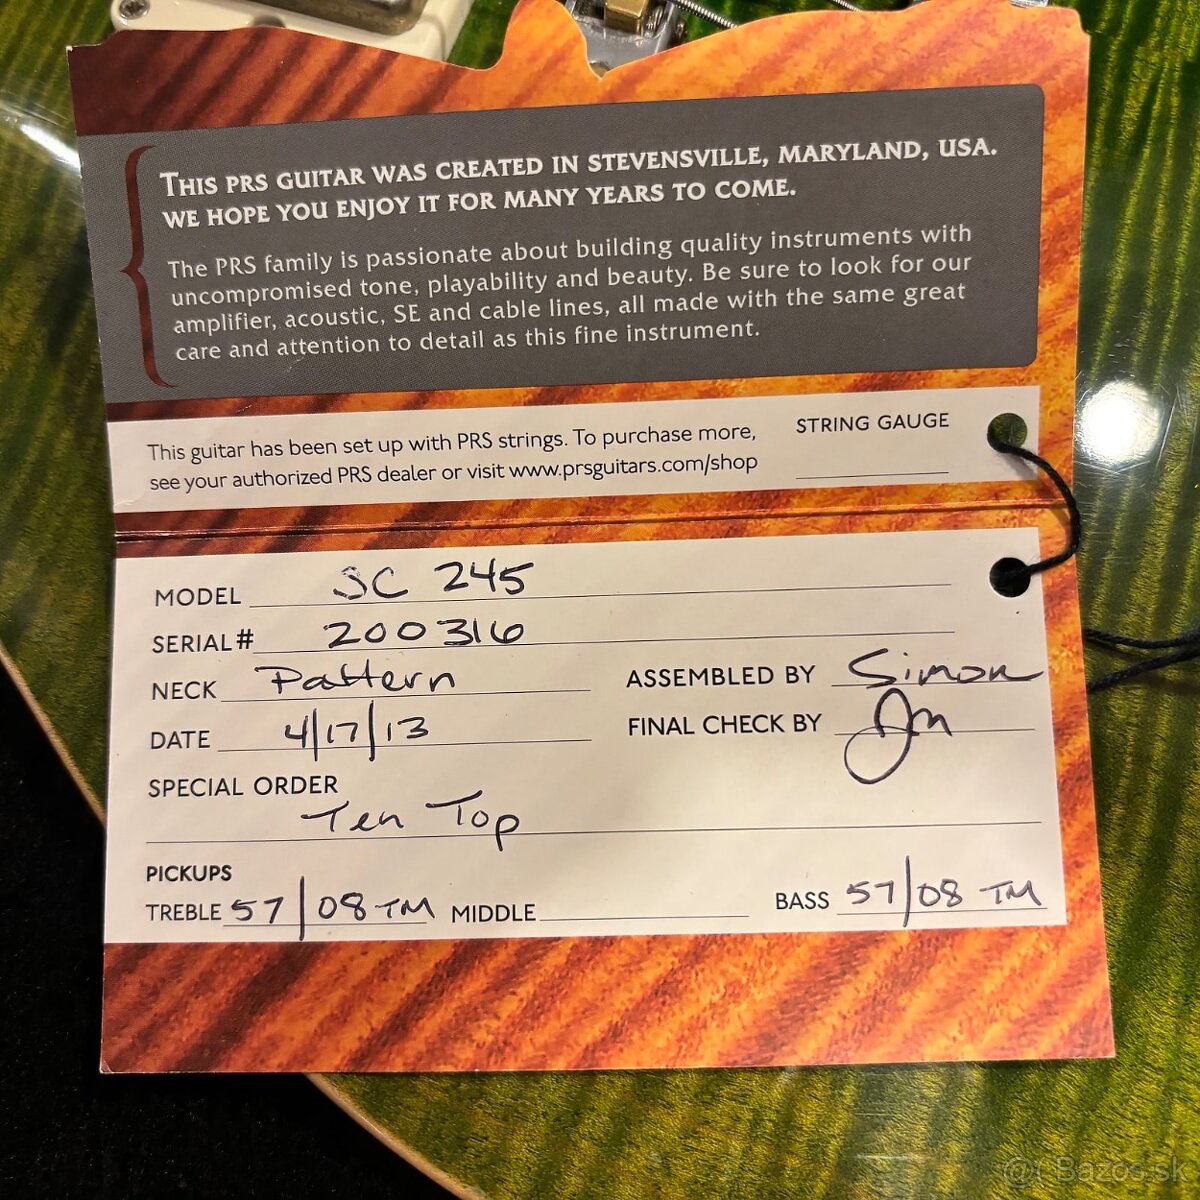 THIS PRS GUITAR WAS CREATED IN STEVENSVILLE, MARYLAND, USA.
WE HOPE YOU ENJOY IT FOR MANY YEARS TO COME.
The PRS family is passionate about building quality instruments with
uncompromised tone, playability and beauty. Be sure to look for our
amplifier, acoustic, SE and cable lines, all made with the same great
care and attention to detail as this fine instrument.
This guitar has been set up with PRS strings. To purchase more,
see your authorized PRS dealer or visit www.prsguitars.com/shop
STRING GAUGE
MODEL SC 245
SERIAL# 200316
NECK Pattern
ASSEMBLED BY Simon
DATE 4/17/13
FINAL CHECK BY
SPECIAL ORDER
Ten Top
PICKUPS
TREBLE 57/08 TM MIDDLE BASS 57/08 TM
Bazos.sk